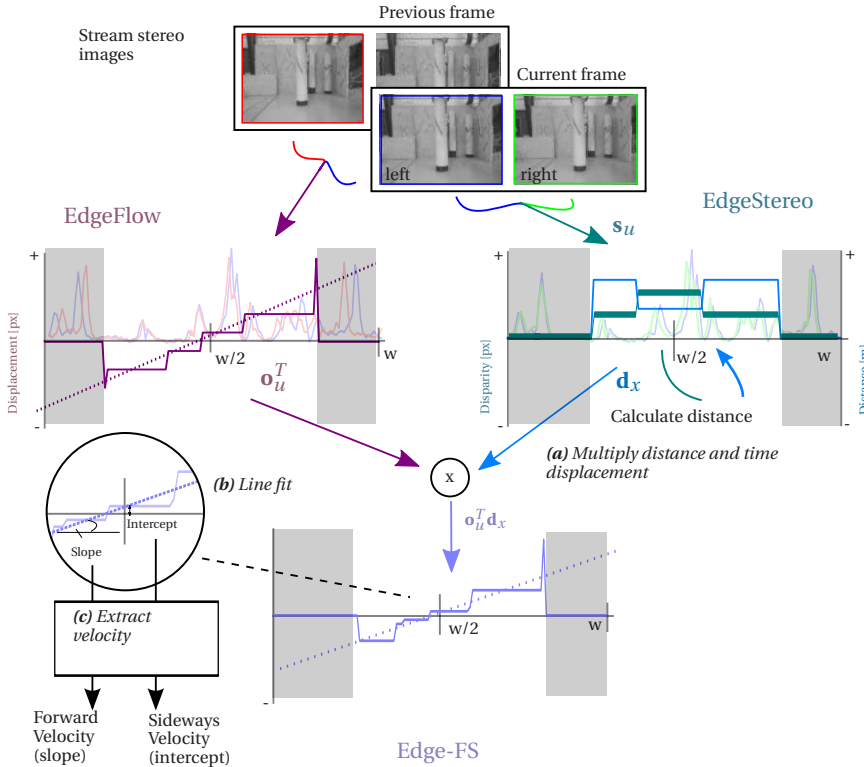 Previous frame
Stream stereo
images
Current frame
left
right
EdgeFlow
EdgeStereo
s_u
+
+
+
Displacement [px]
w/2
w
o_u^T
-
Disparity [px]
w/2
w
Distance [m]
d_x
-
-
Calculate distance
(a) Multiply distance and time
displacement
x
(b) Line fit
Intercept
Slope
o_u^T d_x
(c) Extract
velocity
w/2
w
-
Forward
Velocity
(slope)
Sideways
Velocity
(intercept)
Edge-FS